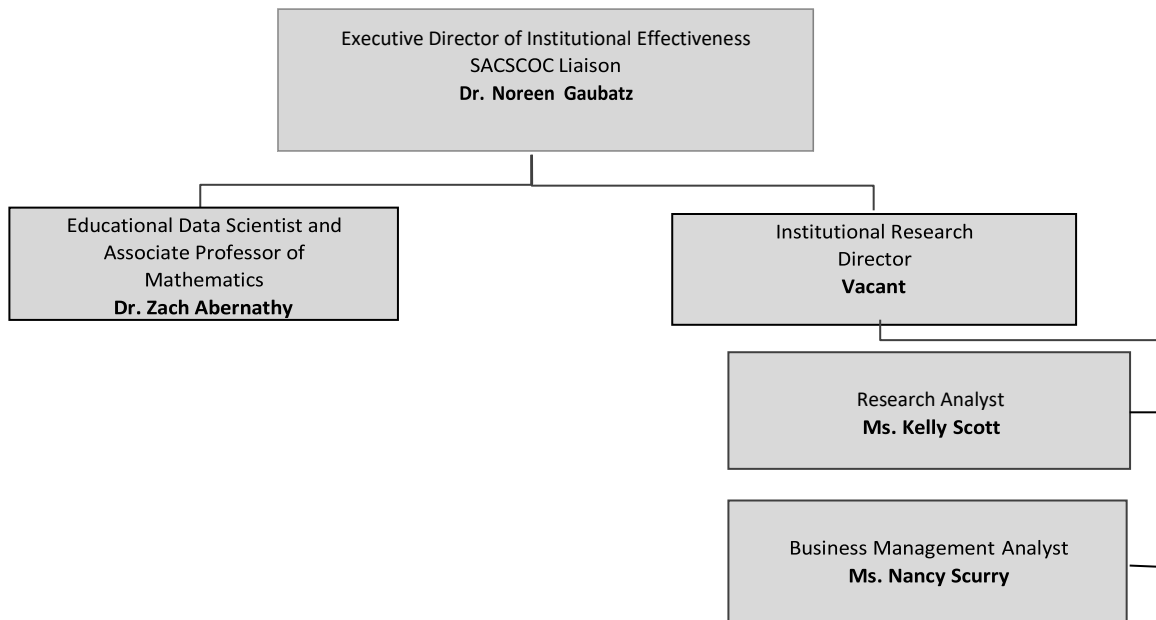 Executive Director of Institutional Effectiveness
SACSCOC Liaison
Dr. Noreen Gaubatz
Educational Data Scientist and
Associate Professor of
Mathematics
Dr. Zach Abernathy
Institutional Research
Director
Vacant
Research Analyst
Ms. Kelly Scott
Business Management Analyst
Ms. Nancy Scurry